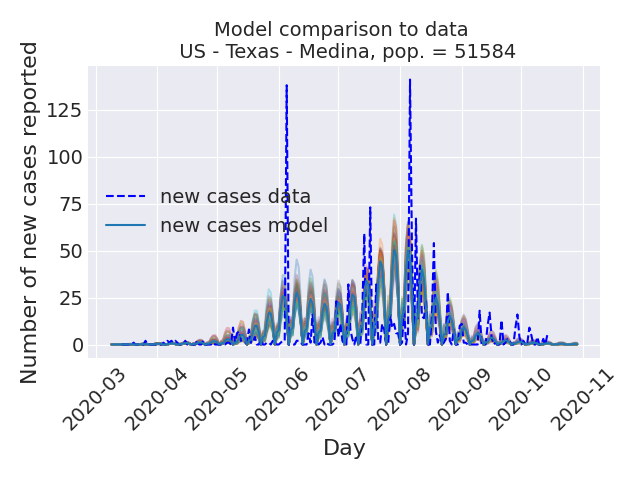 Model comparison to data
US - Texas - Medina, pop. = 51584
Number of new cases reported
125
100
75
50
25
0
new cases data
new cases model
2020-03
2020-04
2020-05
2020-06
2020-07
2020-08
2020-09
2020-10
2020-11
Day